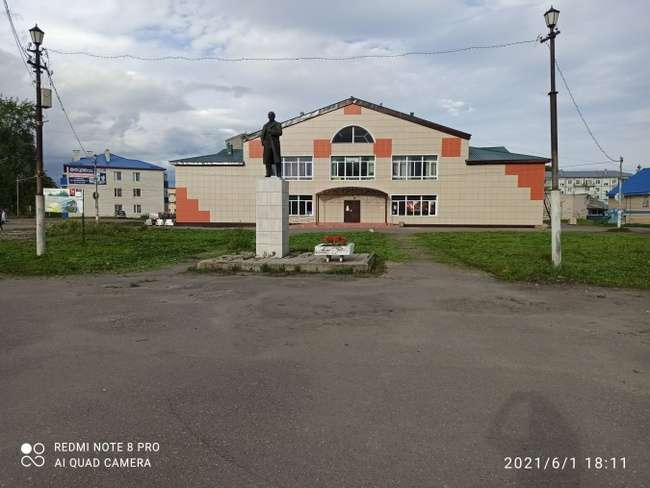 REDMI NOTE 8 PRO
AI QUAD CAMERA
2021/6/1 18:11